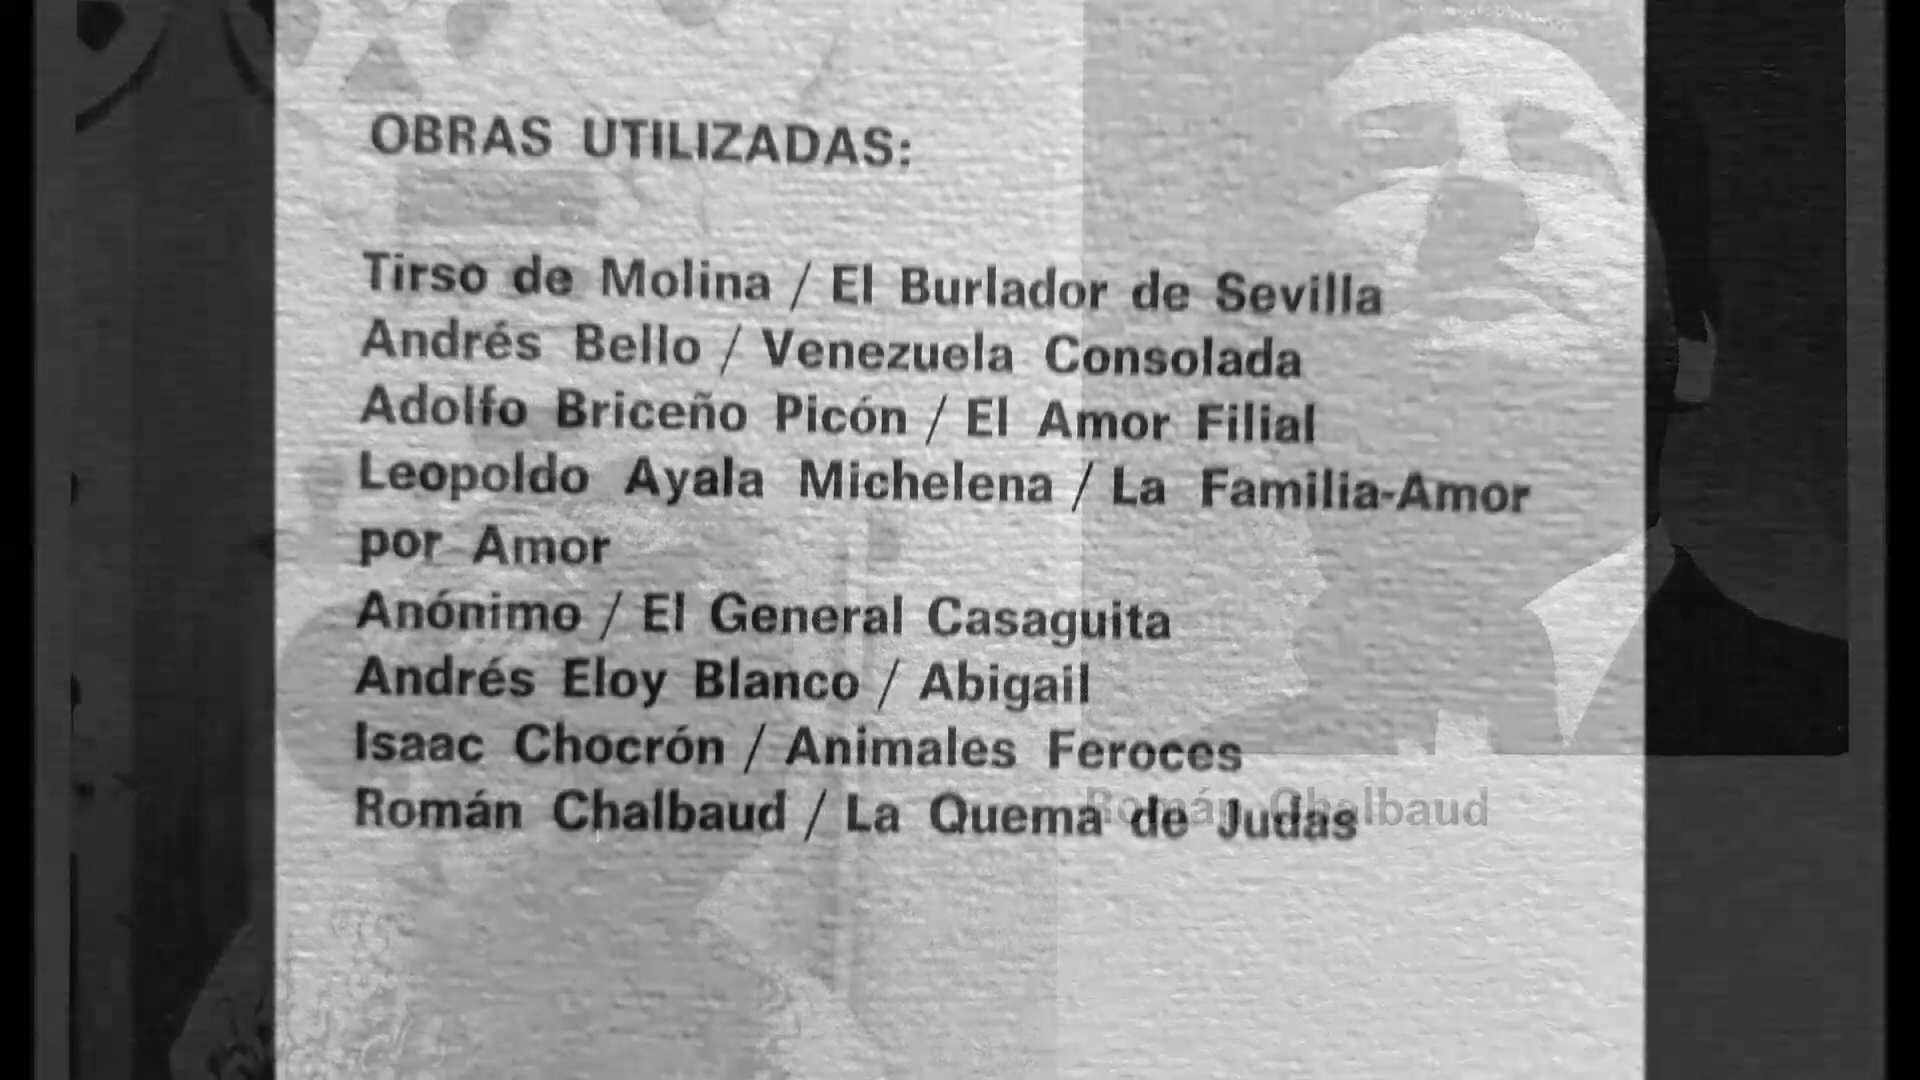 OBRAS UTILIZADAS:
Tirso de Molina / El Burlador de Sevilla
Andrés Bello / Venezuela Consolada
Adolfo Briceño Picón / El Amor Filial
Leopoldo Ayala Michelena / La Familia-Amor
por Amor
Anónimo / El General Casaguita
Andrés Eloy Blanco / Abigail
Isaac Chocrón / Animales Feroces
Román Chalbaud / La Quema de Judas
Román Chalbaud